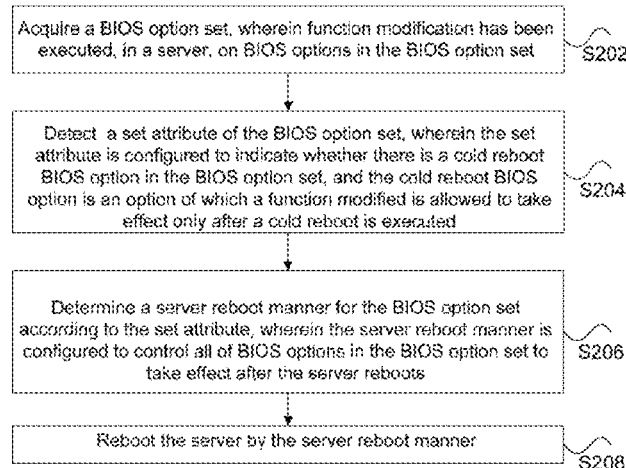 Acquire a BIOS option set, wherein function modification has been
executed, in a server, on BIOS options in the BIOS option set
S202
Detect a set attribute of the BIOS option set, wherein the set
attribute is configured to indicate whether there is a cold reboot
BIOS option in the BIOS option set, and the cold reboot BIOS
option is an option of which a function modified is allowed to take
effect only after a cold reboot is executed
S204
Determine a server reboot manner for the BIOS option set
according to the set attribute, wherein the server reboot manner is
configured to control all of BIOS options in the BIOS option set to
take effect after the server reboots
S206
Reboot the server by the server reboot manner
S208